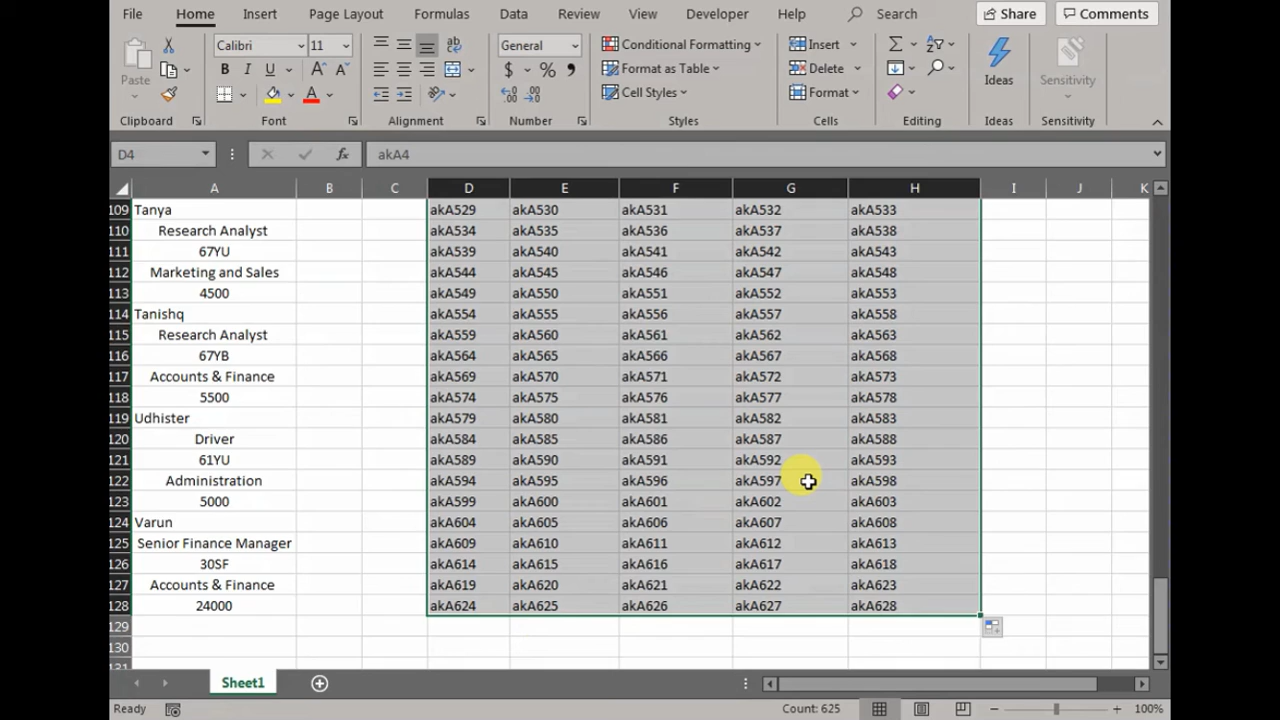 File Home Insert Page Layout Formulas Data Review View Developer Help Search Share Comments
Paste Calibri 11 General Conditional Formatting Insert Ideas Sensitivity
B I U A A $ % , Format as Table Delete
A Cell Styles Format
Clipboard Font Alignment Number Styles Cells Editing Ideas Sensitivity
D4 fx akA4
A B C D E F G H I J K
109 Tanya akA529 akA530 akA531 akA532 akA533
110 Research Analyst akA534 akA535 akA536 akA537 akA538
111 67YU akA539 akA540 akA541 akA542 akA543
112 Marketing and Sales akA544 akA545 akA546 akA547 akA548
113 4500 akA549 akA550 akA551 akA552 akA553
114 Tanishq akA554 akA555 akA556 akA557 akA558
115 Research Analyst akA559 akA560 akA561 akA562 akA563
116 67YB akA564 akA565 akA566 akA567 akA568
117 Accounts & Finance akA569 akA570 akA571 akA572 akA573
118 5500 akA574 akA575 akA576 akA577 akA578
119 Udhister akA579 akA580 akA581 akA582 akA583
120 Driver akA584 akA585 akA586 akA587 akA588
121 61YU akA589 akA590 akA591 akA592 akA593
122 Administration akA594 akA595 akA596 akA597 akA598
123 5000 akA599 akA600 akA601 akA602 akA603
124 Varun akA604 akA605 akA606 akA607 akA608
125 Senior Finance Manager akA609 akA610 akA611 akA612 akA613
126 30SF akA614 akA615 akA616 akA617 akA618
127 Accounts & Finance akA619 akA620 akA621 akA622 akA623
128 24000 akA624 akA625 akA626 akA627 akA628
129
130
131
Sheet1
Ready Count: 625 100%